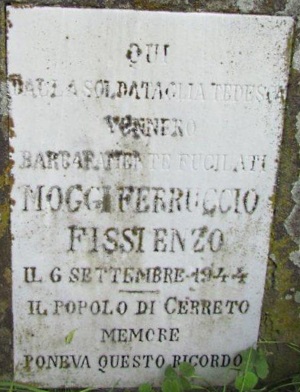 QUI
DALLA SOLDATAGLIA TEDESCA
VENNERO
BARBARAMENTE FUCILATI
MOGGI FERRUCCIO
FISSI ENZO
IL 6 SETTEMBRE 1944
IL POPOLO DI CERRETO
MEMORE
PONEVA QUESTO RICORDO